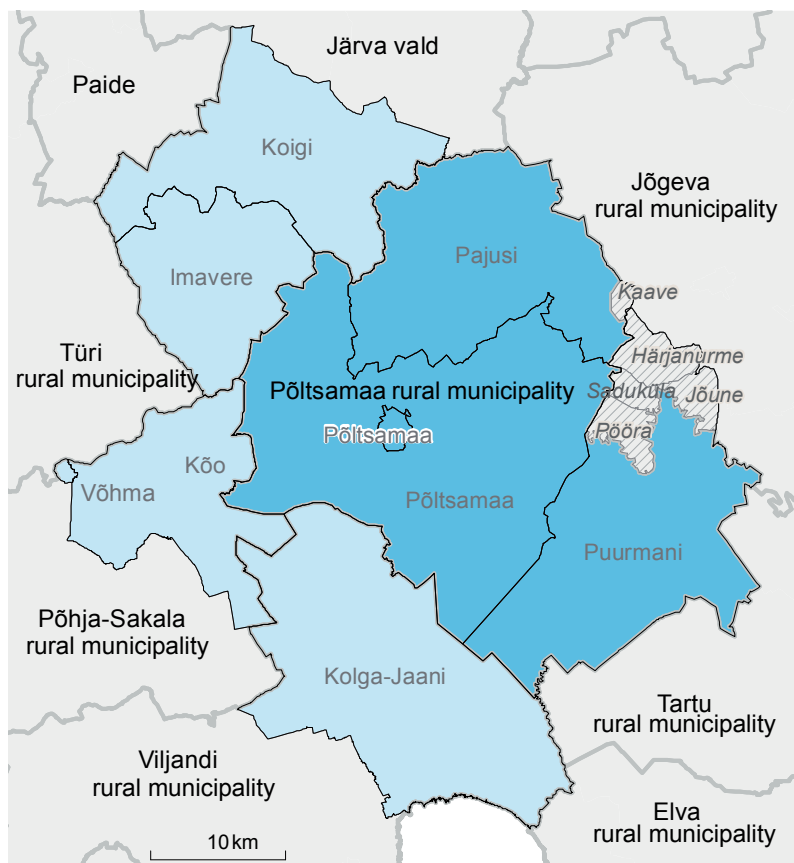 Järva vald
Paide
Koigi
Jõgeva
rural municipality
Pajusi
Imavere
Kaave
Türi
rural municipality
Härjanurme
Põltsamaa rural municipality
Saduküla
Jõune
Põltsamaa
Pööra
Kõo
Võhma
Põltsamaa
Puurmani
Põhja-Sakala
rural municipality
Kolga-Jaani
Tartu
rural municipality
Viljandi
rural municipality
Elva
rural municipality
10 km